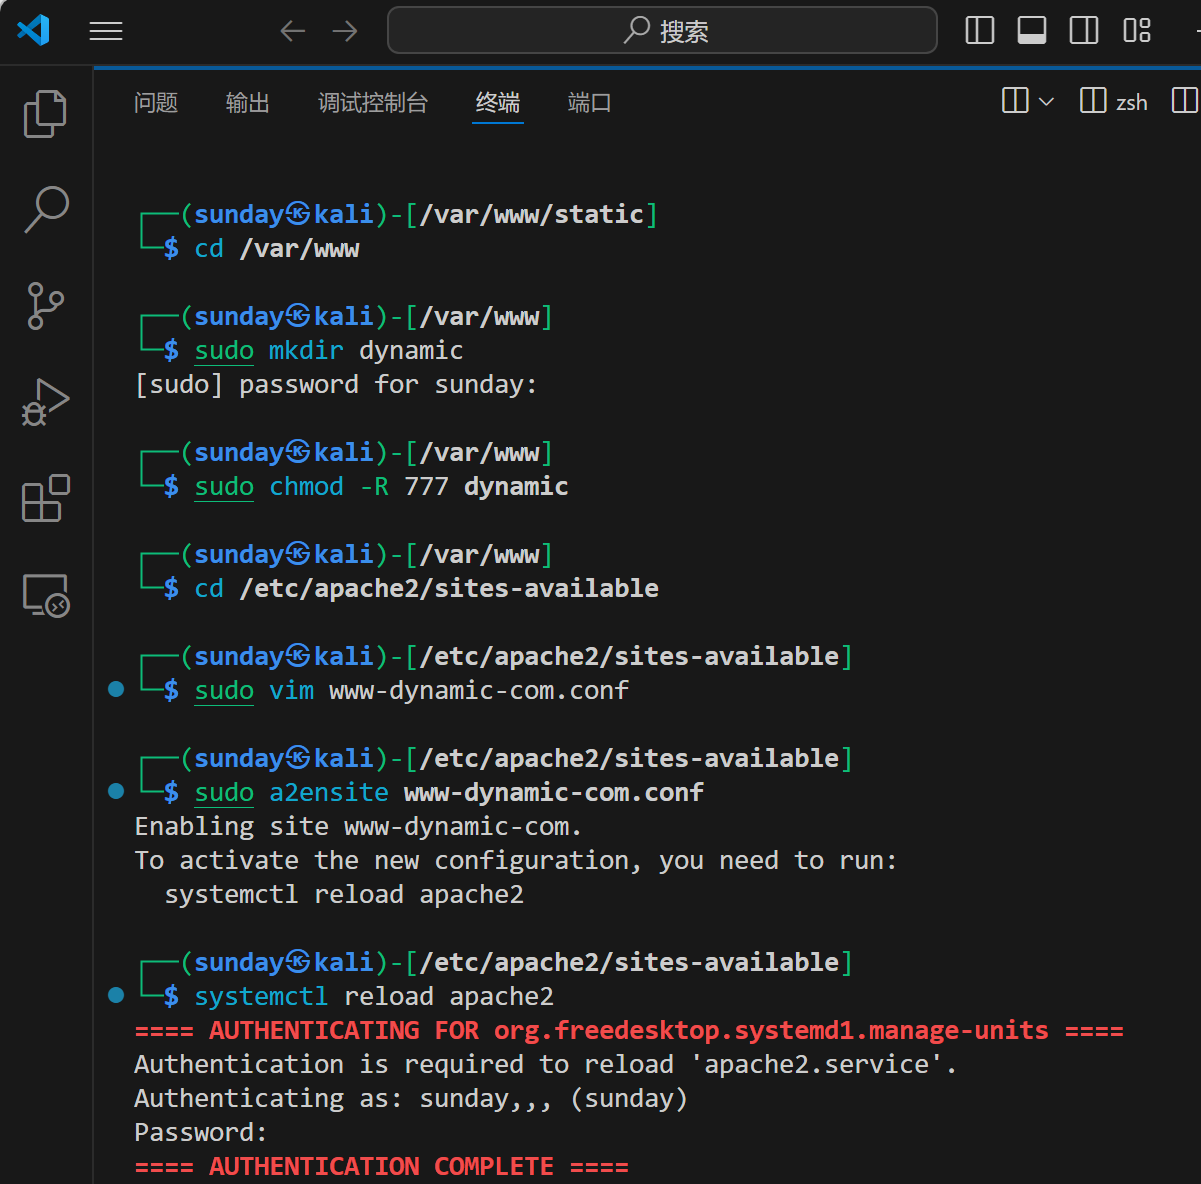 搜索
问题 输出 调试控制台 终端 端口 zsh
┌──(sunday㉿kali)-[/var/www/static]
└─$ cd /var/www
┌──(sunday㉿kali)-[/var/www]
└─$ sudo mkdir dynamic
[sudo] password for sunday:
┌──(sunday㉿kali)-[/var/www]
└─$ sudo chmod -R 777 dynamic
┌──(sunday㉿kali)-[/var/www]
└─$ cd /etc/apache2/sites-available
┌──(sunday㉿kali)-[/etc/apache2/sites-available]
└─$ sudo vim www-dynamic-com.conf
┌──(sunday㉿kali)-[/etc/apache2/sites-available]
└─$ sudo a2ensite www-dynamic-com.conf
Enabling site www-dynamic-com.
To activate the new configuration, you need to run:
  systemctl reload apache2
┌──(sunday㉿kali)-[/etc/apache2/sites-available]
└─$ systemctl reload apache2
==== AUTHENTICATING FOR org.freedesktop.systemd1.manage-units ====
Authentication is required to reload 'apache2.service'.
Authenticating as: sunday,,, (sunday)
Password:
==== AUTHENTICATION COMPLETE ====